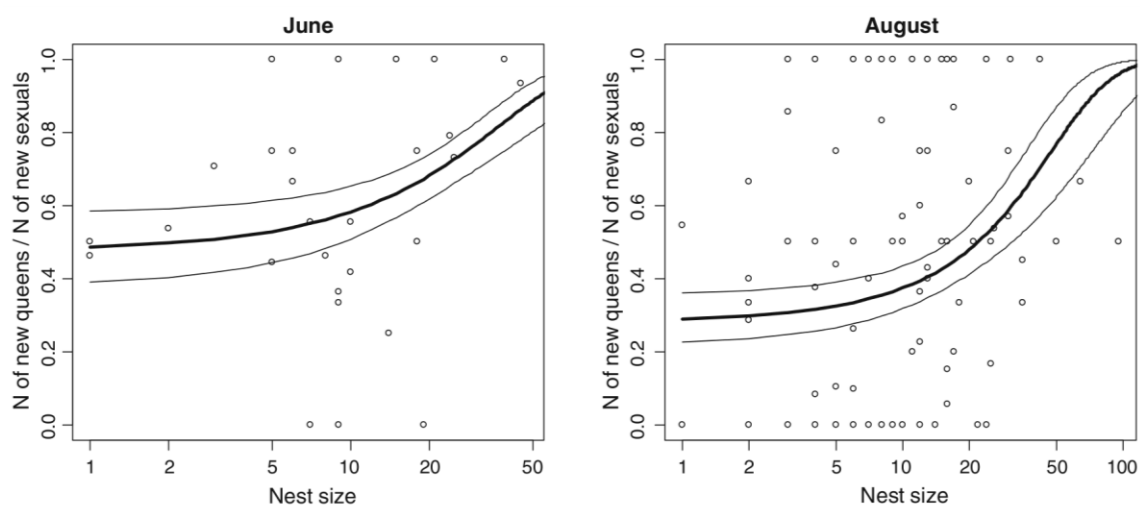 June
N of new queens / N of new sexuals
0.0 0.2 0.4 0.6 0.8 1.0
1 2 5 10 20 50
Nest size
August
N of new queens / N of new sexuals
0.0 0.2 0.4 0.6 0.8 1.0
1 2 5 10 20 50 100
Nest size